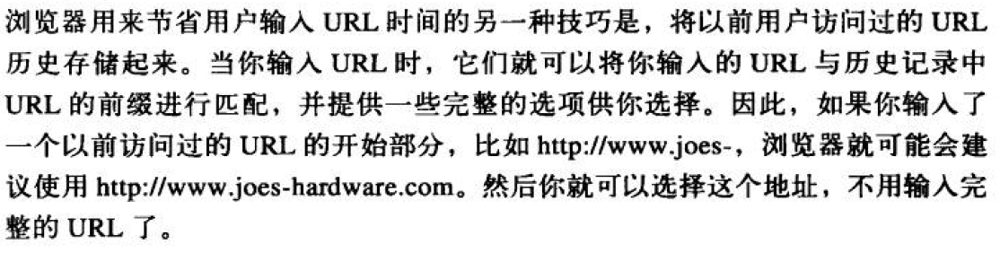 浏览器用来节省用户输入 URL 时间的另一种技巧是，将以前用户访问过的 URL
历史存储起来。当你输入 URL 时，它们就可以将你输入的 URL 与历史记录中
URL 的前缀进行匹配，并提供一些完整的选项供你选择。因此，如果你输入了
一个以前访问过的 URL 的开始部分，比如 http://www.joes-，浏览器就可能会建
议使用 http://www.joes-hardware.com。然后你就可以选择这个地址，不用输入完
整的 URL 了。